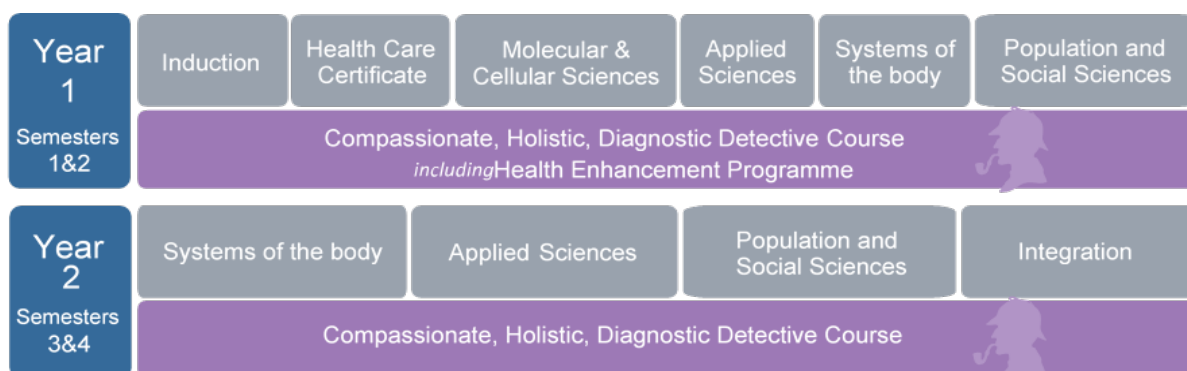 Year
1
Semesters
1&2
Induction
Health Care
Certificate
Molecular &
Cellular Sciences
Applied
Sciences
Systems of
the body
Population and
Social Sciences
Compassionate, Holistic, Diagnostic Detective Course
includingHealth Enhancement Programme
Year
2
Semesters
3&4
Systems of the body
Applied Sciences
Population and
Social Sciences
Integration
Compassionate, Holistic, Diagnostic Detective Course